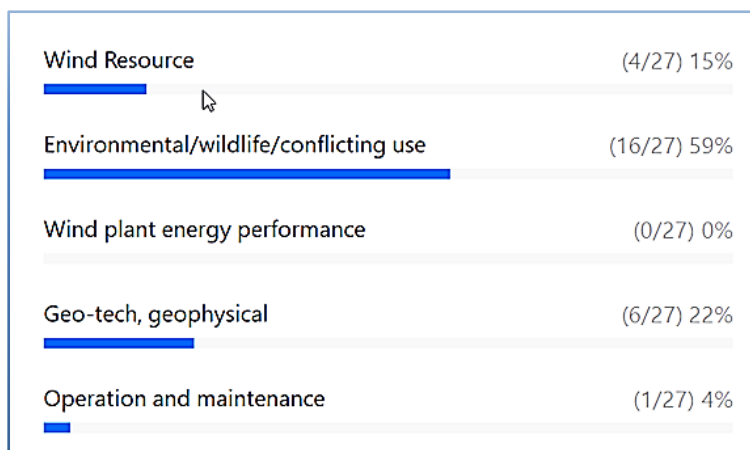 Wind Resource (4/27) 15%
Environmental/wildlife/conflicting use (16/27) 59%
Wind plant energy performance (0/27) 0%
Geo-tech, geophysical (6/27) 22%
Operation and maintenance (1/27) 4%